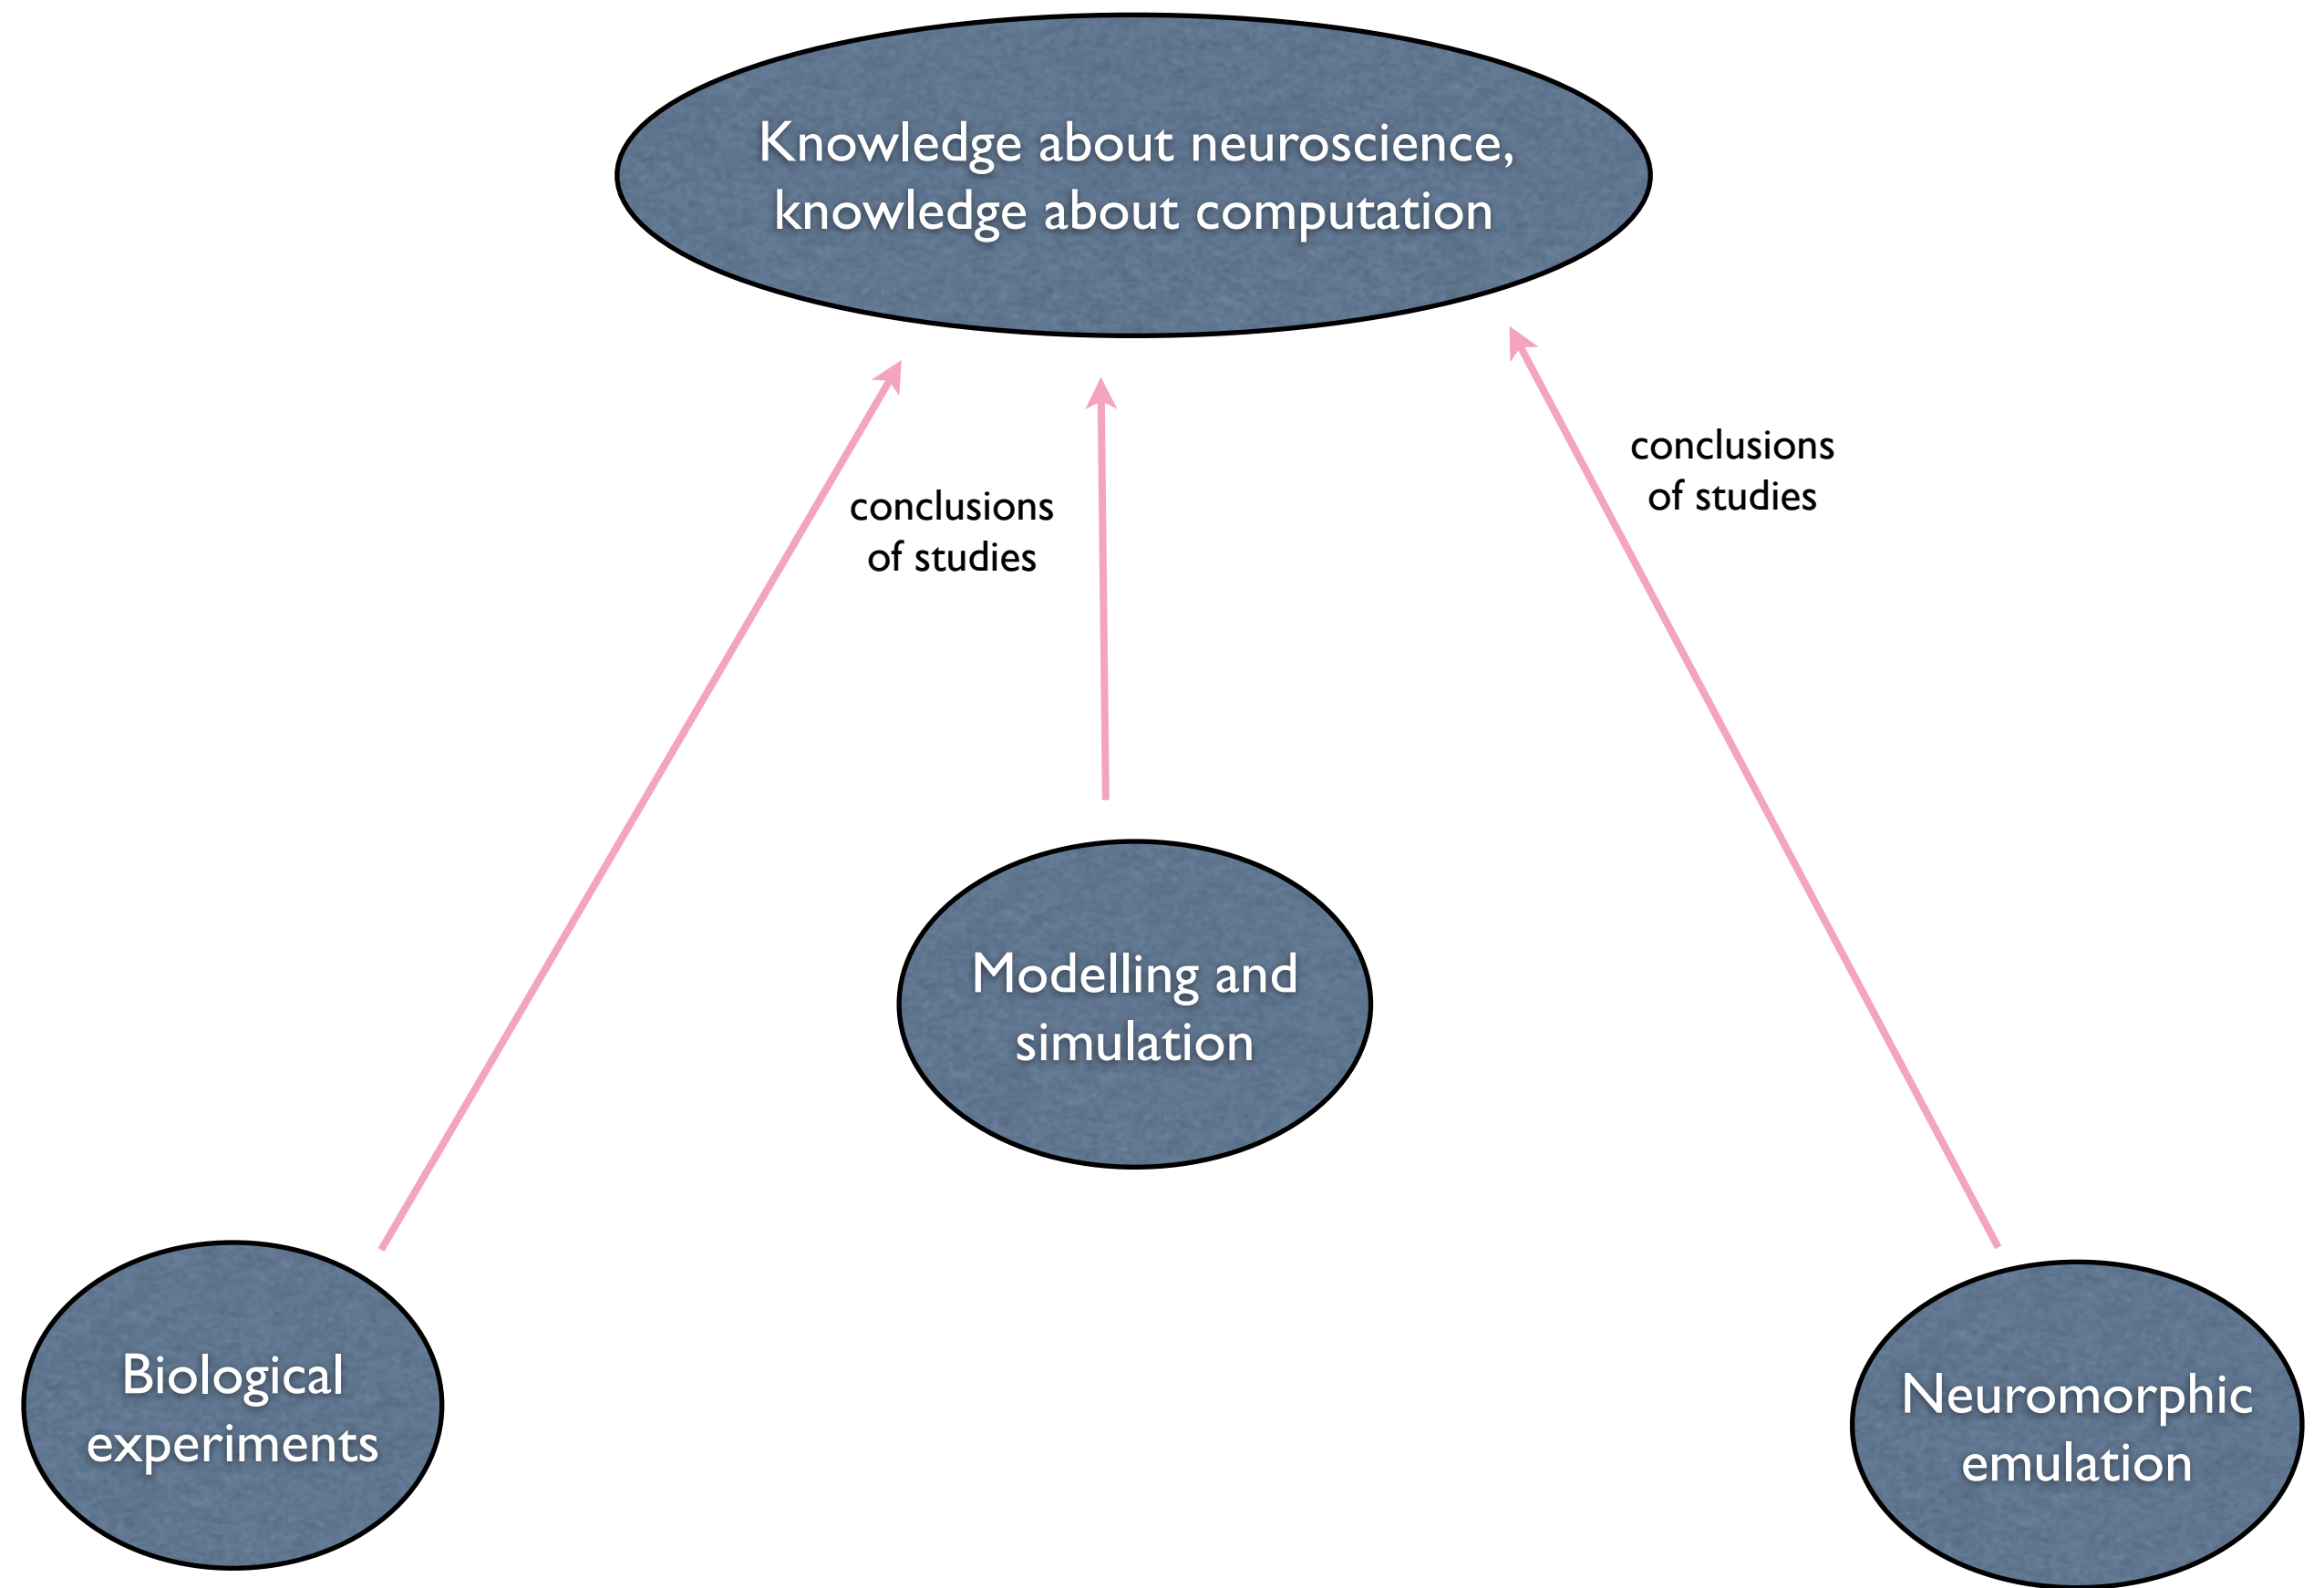 Knowledge about neuroscience,
knowledge about computation
conclusions
of studies
conclusions
of studies
Modelling and
simulation
Biological
experiments
Neuromorphic
emulation